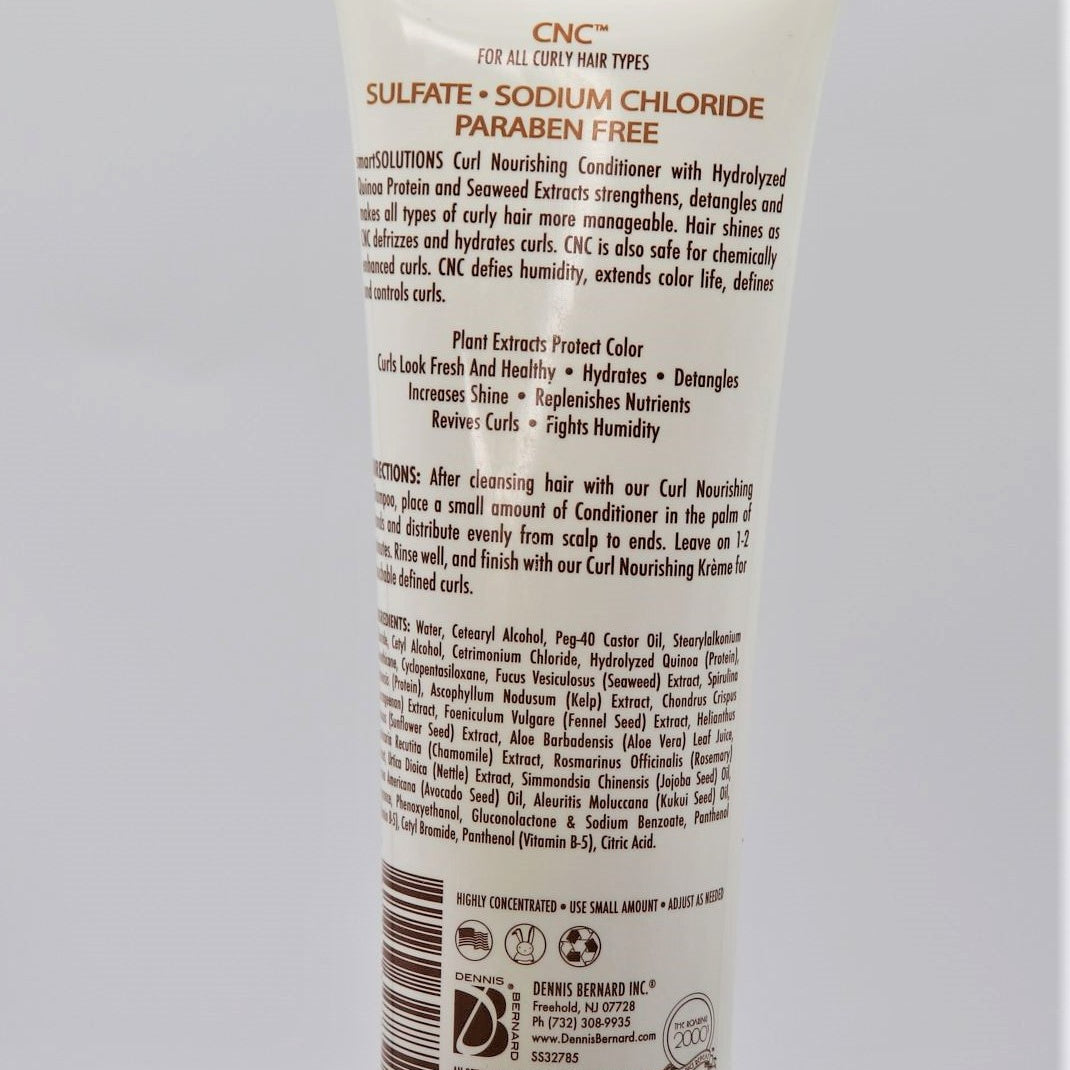 CNC™
FOR ALL CURLY HAIR TYPES
SULFATE • SODIUM CHLORIDE
PARABEN FREE
martSOLUTIONS Curl Nourishing Conditioner with Hydrolyzed
Quinoa Protein and Seaweed Extracts strengthens, detangles and
makes all types of curly hair more manageable. Hair shines as
CNC defrizzes and hydrates curls. CNC is also safe for chemically
enhanced curls. CNC defies humidity, extends color life, defines
and controls curls.
Plant Extracts Protect Color
Curls Look Fresh And Healthy • Hydrates • Detangles
Increases Shine • Replenishes Nutrients
Revives Curls • Fights Humidity
RECTIONS: After cleansing hair with our Curl Nourishing
ampoo, place a small amount of Conditioner in the palm of
nds and distribute evenly from scalp to ends. Leave on 1-2
utes. Rinse well, and finish with our Curl Nourishing Krème for
chable defined curls.
EDIENTS: Water, Cetearyl Alcohol, Peg-40 Castor Oil, Stearylalkonium
ide, Cetyl Alcohol, Cetrimonium Chloride, Hydrolyzed Quinoa (Protein),
Cyclopentasiloxane, Fucus Vesiculosus (Seaweed) Extract, Spirulina
(Protein), Ascophyllum Nodusum (Kelp) Extract, Chondrus Crispus
Extract, Foeniculum Vulgare (Fennel Seed) Extract, Helianthus
(Sunflower Seed) Extract, Aloe Barbadensis (Aloe Vera) Leaf Juice,
Recutita (Chamomile) Extract, Rosmarinus Officinalis (Rosemary)
Urtica Dioica (Nettle) Extract, Simmondsia Chinensis (Jojoba Seed) Oil,
Americana (Avocado Seed) Oil, Aleuritis Moluccana (Kukui Seed) Oil,
Phenoxyethanol, Gluconolactone & Sodium Benzoate, Panthenol
B-5), Cetyl Bromide, Panthenol (Vitamin B-5), Citric Acid.
HIGHLY CONCENTRATED • USE SMALL AMOUNT • ADJUST AS NEEDED
DENNIS BERNARD
DENNIS BERNARD INC.®
Freehold, NJ 07728
Ph (732) 308-9935
www.DennisBernard.com
SS32785
THE ROARING
2000'